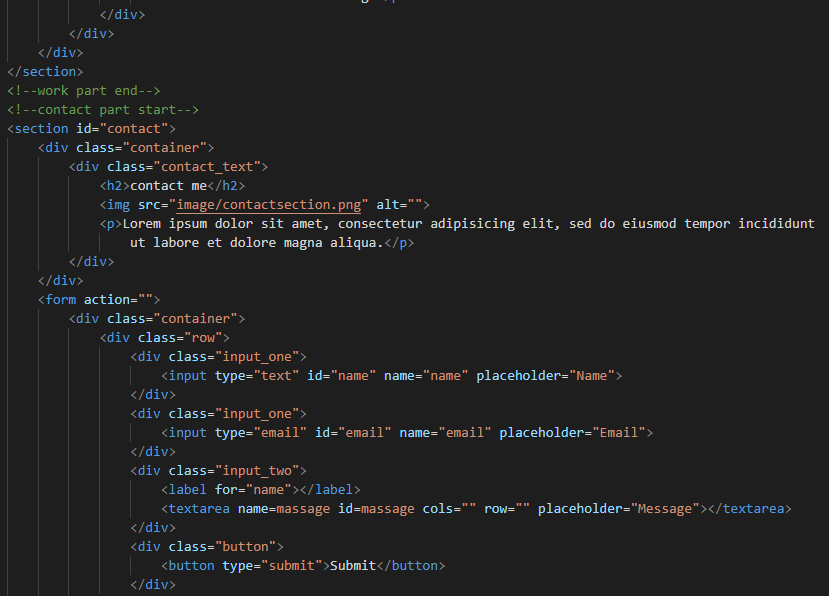 </div>
</div>
</div>
</section>
<!--work part end-->
<!--contact part start-->
<section id="contact">
<div class="container">
<div class="contact_text">
<h2>contact me</h2>
<img src="image/contactsection.png" alt="">
<p>Lorem ipsum dolor sit amet, consectetur adipisicing elit, sed do eiusmod tempor incididunt
ut labore et dolore magna aliqua.</p>
</div>
</div>
<form action="">
<div class="container">
<div class="row">
<div class="input_one">
<input type="text" id="name" name="name" placeholder="Name">
</div>
<div class="input_one">
<input type="email" id="email" name="email" placeholder="Email">
</div>
<div class="input_two">
<label for="name"></label>
<textarea name=massage id=massage cols="" row="" placeholder="Message"></textarea>
</div>
<div class="button">
<button type="submit">Submit</button>
</div>